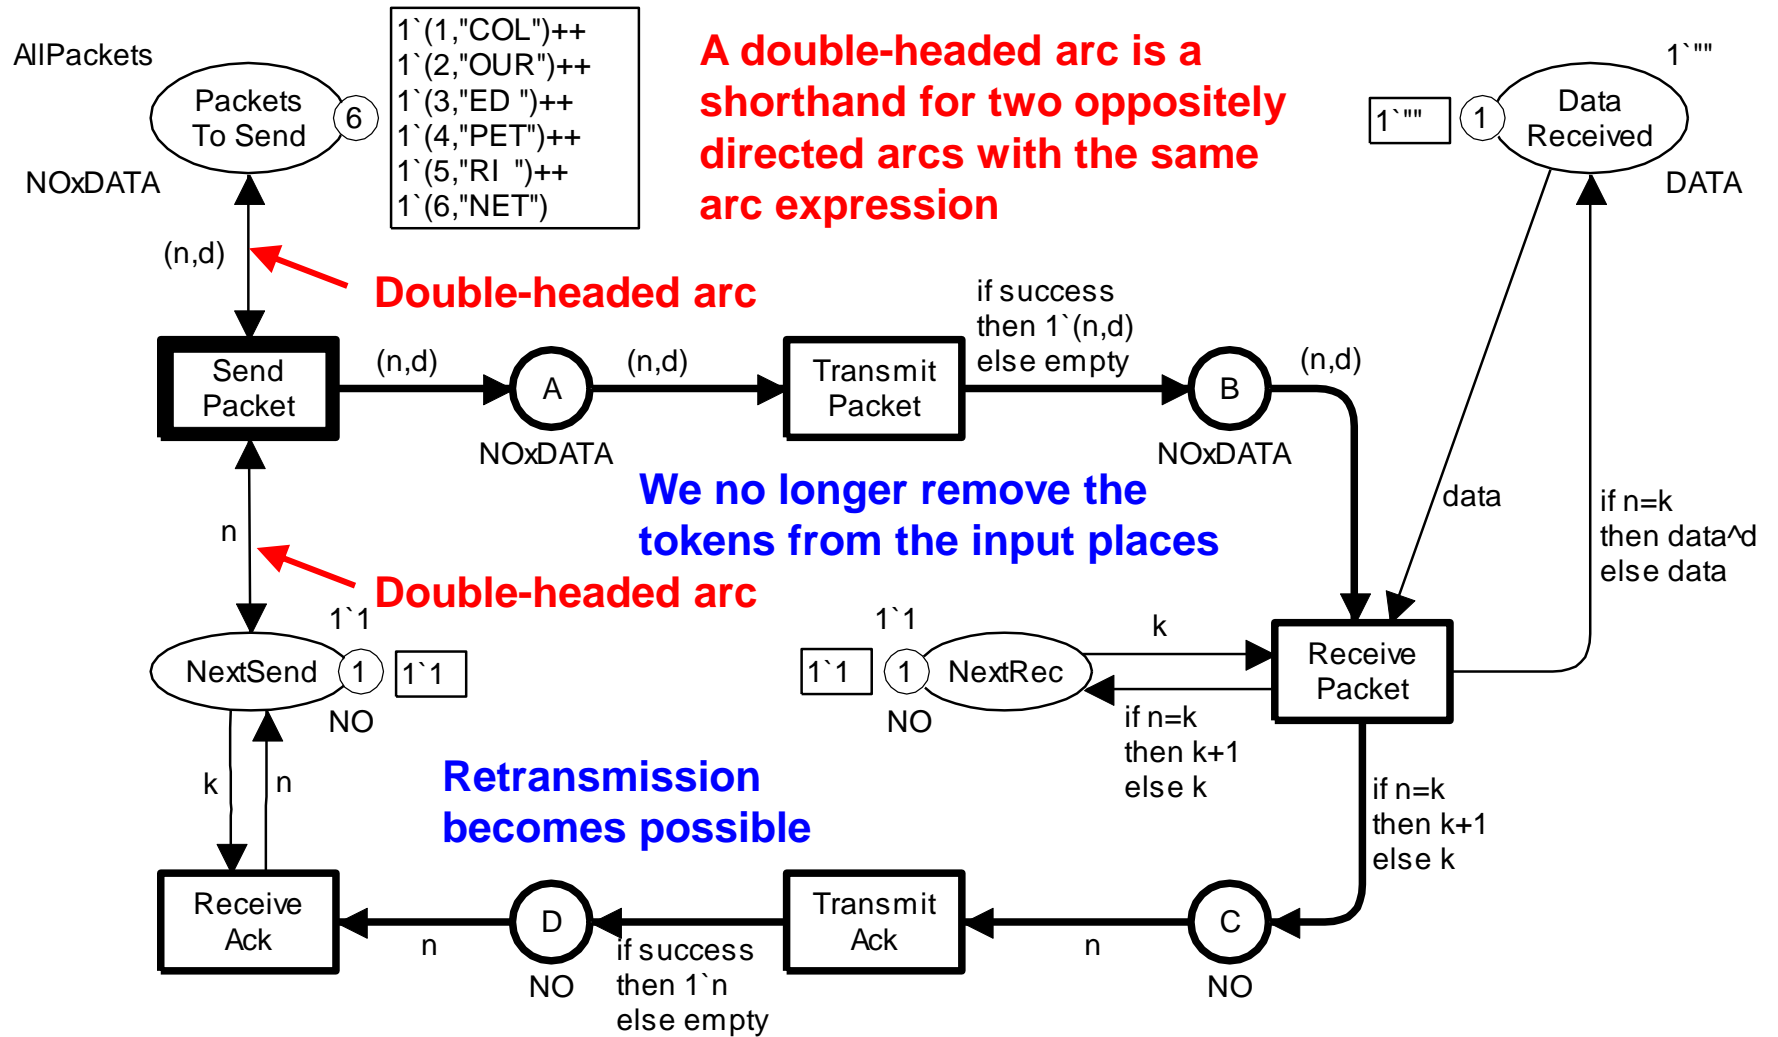 AllPackets
Packets
To Send
6
NOxDATA
1`(1,"COL")++
1`(2,"OUR")++
1`(3,"ED ")++
1`(4,"PET")++
1`(5,"RI  ")++
1`(6,"NET")
A double-headed arc is a
shorthand for two oppositely
directed arcs with the same
arc expression
1`""
1`""
1
Data
Received
DATA
(n,d)
Double-headed arc
Send
Packet
(n,d)
A
NOxDATA
(n,d)
Transmit
Packet
if success
then 1`(n,d)
else empty
B
NOxDATA
(n,d)
We no longer remove the
tokens from the input places
data
if n=k
then data^d
else data
n
Double-headed arc
1`1
NextSend
1
1`1
NO
1`1
1`1
1
NextRec
NO
k
if n=k
then k+1
else k
Receive
Packet
k
n
Retransmission
becomes possible
if n=k
then k+1
else k
Receive
Ack
n
D
NO
if success
then 1`n
else empty
Transmit
Ack
n
C
NO